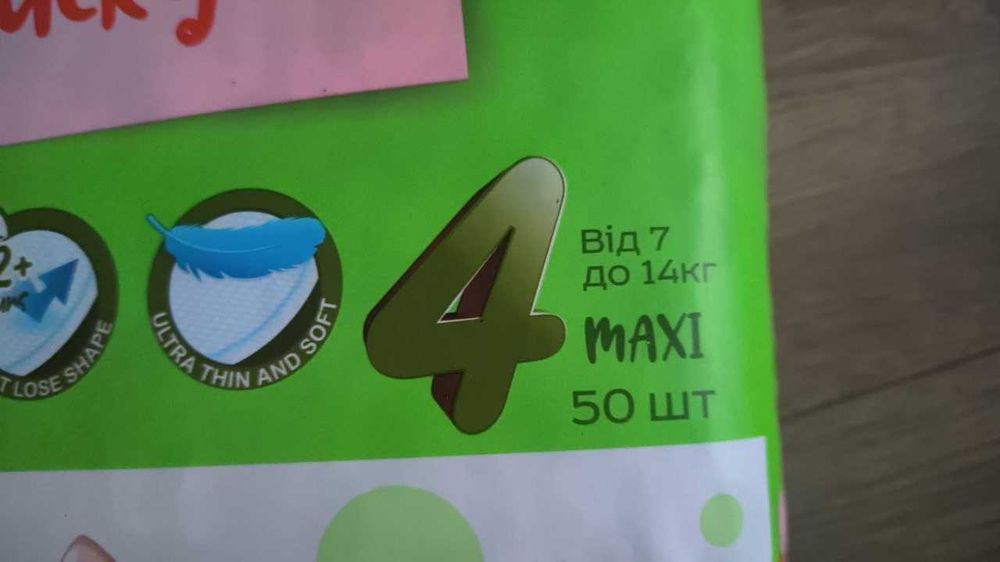 ULTRA THIN AND SOFT
LOSE SHAPE
4
Від 7
до 14кг
MAXI
50 шт